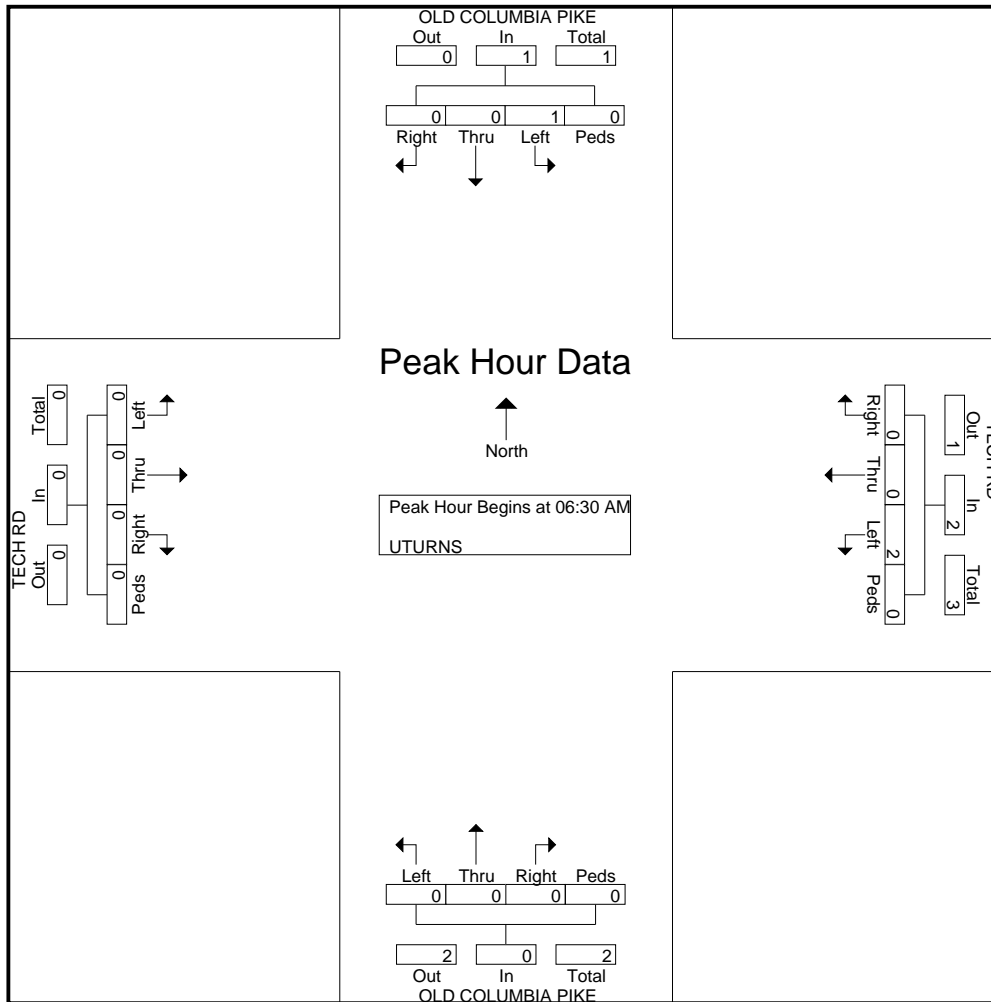 OLD COLUMBIA PIKE
Out In Total
0 1 1
0 0 1 0
Right Thru Left Peds
Peak Hour Data
North
Peak Hour Begins at 06:30 AM
UTURNS
TECH RD
Total In Out
0 0 0
0 0 0 0
Left Thru Right Peds
TECH RD
Out In Total
1 2 3
0 0 2 0
Right Thru Left Peds
Left Thru Right Peds
0 0 0 0
2 0 2
Out In Total
OLD COLUMBIA PIKE